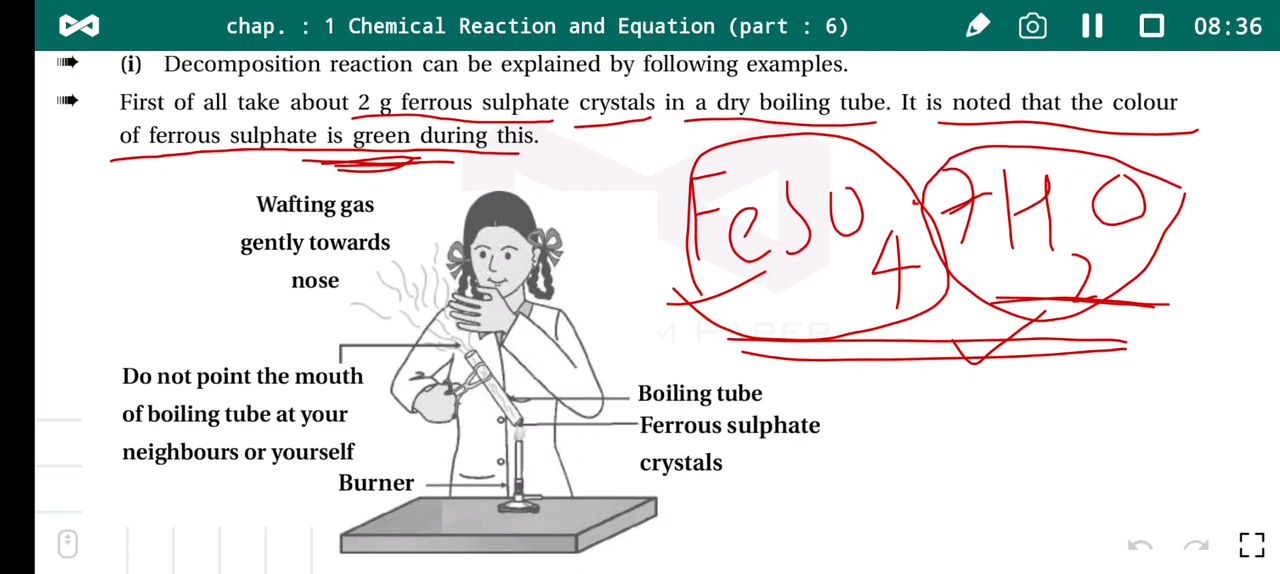 chap. : 1 Chemical Reaction and Equation (part : 6)
08:36
(i) Decomposition reaction can be explained by following examples.
First of all take about 2 g ferrous sulphate crystals in a dry boiling tube. It is noted that the colour
of ferrous sulphate is green during this.
FeSO4.7H2O
Wafting gas
gently towards
nose
Do not point the mouth
of boiling tube at your
neighbours or yourself
Burner
Boiling tube
Ferrous sulphate
crystals